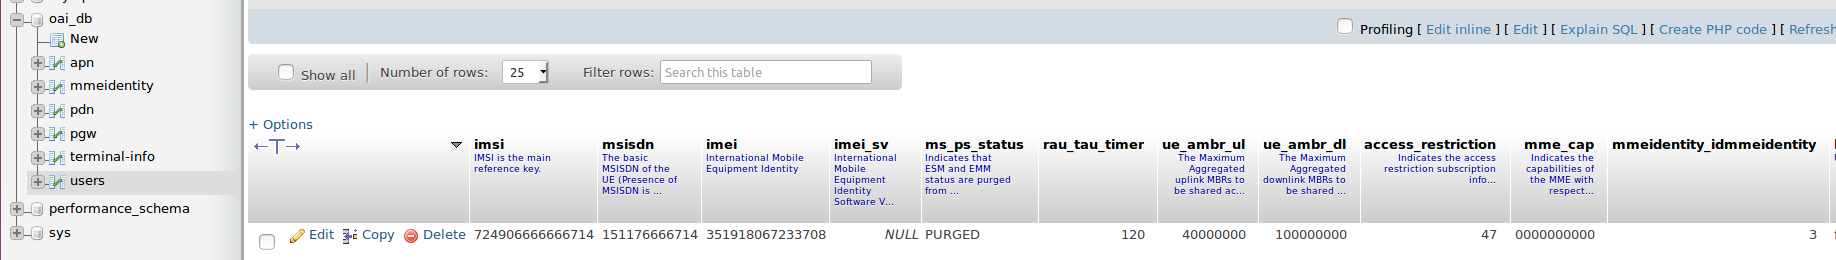 oai_db
New
apn
mmeidentity
pdn
pgw
terminal-info
users
performance_schema
sys
Profiling [ Edit inline ] [ Edit ] [ Explain SQL ] [ Create PHP code ] [ Refresh
Show all Number of rows: 25 Filter rows: Search this table
+ Options
imsi msisdn imei imei_sv ms_ps_status rau_tau_timer ue_ambr_ul ue_ambr_dl access_restriction mme_cap mmeidentity_idmmeidentity
IMSI is the main
reference key.
The basic
MSISDN of the
UE (Presence of
MSISDN is ...
International Mobile
Equipment Identity
International
Mobile
Equipment
Identity
Software V...
Indicates that
ESM and EMM
status are purged
from ...
The Maximum
Aggregated
uplink MBRs to
be shared ac...
The Maximum
Aggregated
downlink MBRs to
be shared ...
Indicates the access
restriction subscription
info...
Indicates the
capabilities of
the MME with
respect...
Edit Copy Delete 724906666666714 151176666714 351918067233708 NULL PURGED 120 40000000 100000000 47 0000000000 3